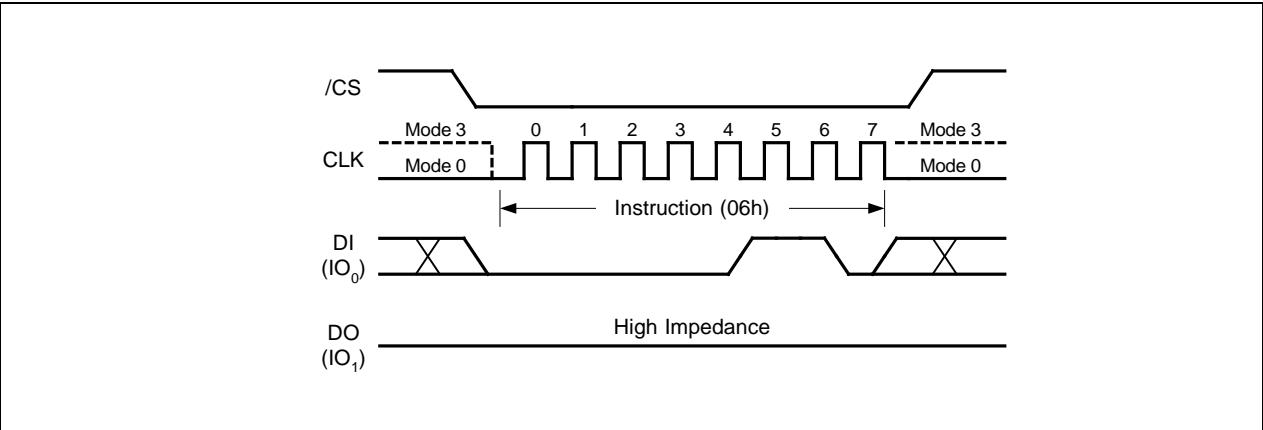 /CS
Mode 3 0 1 2 3 4 5 6 7 Mode 3
CLK
Mode 0 Mode 0
Instruction (06h)
DI
(IO₀)
High Impedance
DO
(IO₁)